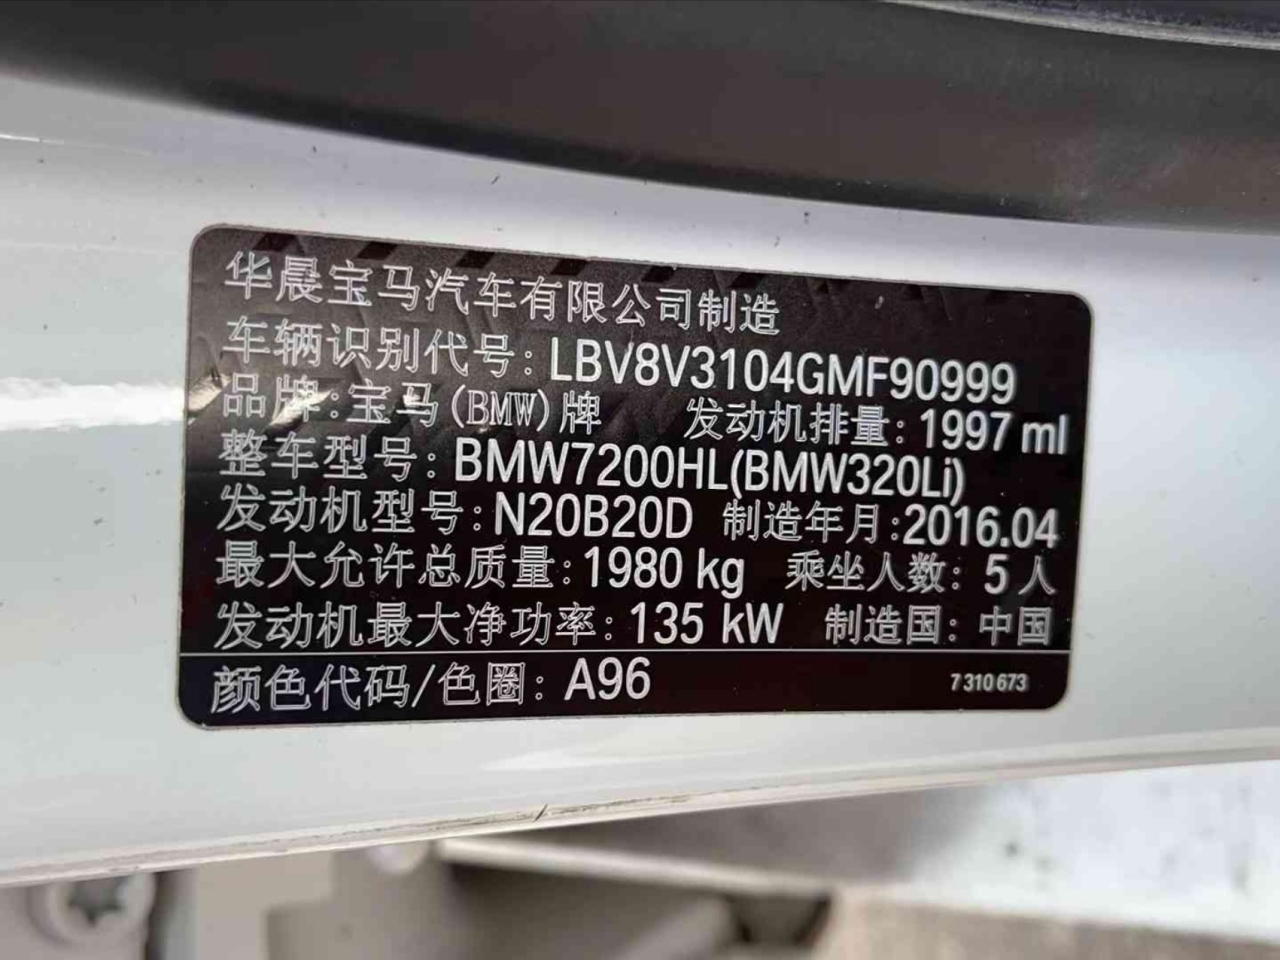 华晨宝马汽车有限公司制造
车辆识别代号: LBV8V3104GMF90999
品牌: 宝马(BMW)牌 发动机排量: 1997 ml
整车型号: BMW7200HL(BMW320Li)
发动机型号: N20B20D 制造年月: 2016.04
最大允许总质量: 1980 kg 乘坐人数: 5 人
发动机最大净功率: 135 kW 制造国: 中国
颜色代码/色圈: A96 7 310 673